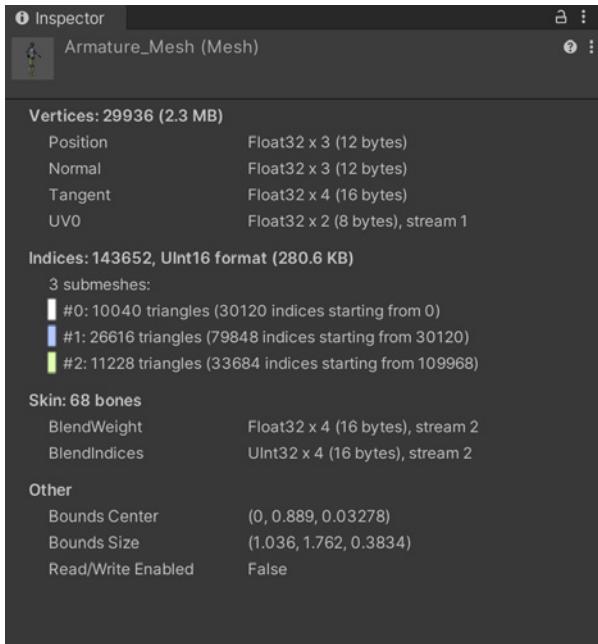 Inspector
Armature_Mesh (Mesh)
Vertices: 29936 (2.3 MB)
Position Float32 x 3 (12 bytes)
Normal Float32 x 3 (12 bytes)
Tangent Float32 x 4 (16 bytes)
UV0 Float32 x 2 (8 bytes), stream 1
Indices: 143652, UInt16 format (280.6 KB)
3 submeshes:
#0: 10040 triangles (30120 indices starting from 0)
#1: 26616 triangles (79848 indices starting from 30120)
#2: 11228 triangles (33684 indices starting from 109968)
Skin: 68 bones
BlendWeight Float32 x 4 (16 bytes), stream 2
BlendIndices UInt32 x 4 (16 bytes), stream 2
Other
Bounds Center (0, 0.889, 0.03278)
Bounds Size (1.036, 1.762, 0.3834)
Read/Write Enabled False